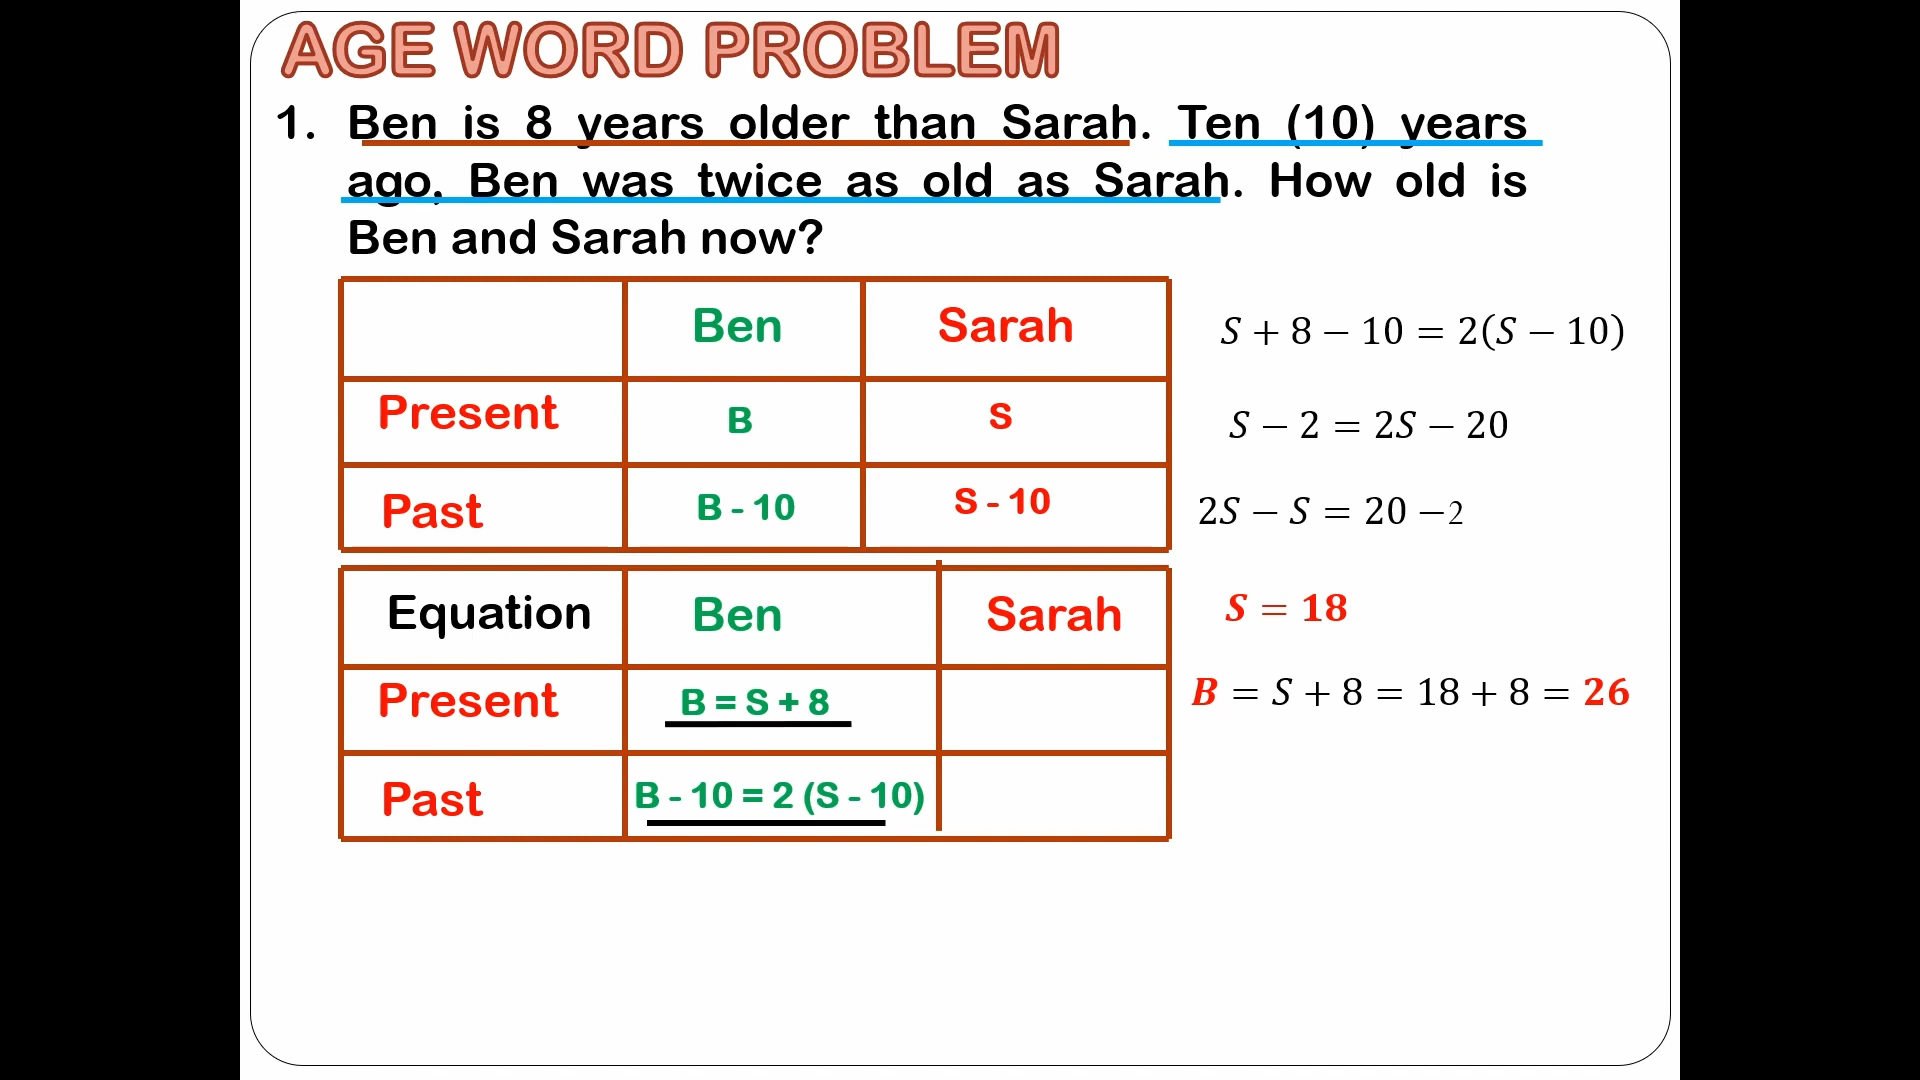 AGE WORD PROBLEM
1. Ben is 8 years older than Sarah. Ten (10) years
ago, Ben was twice as old as Sarah. How old is
Ben and Sarah now?
Ben Sarah
Present B S
Past B - 10 S - 10
Equation Ben Sarah
Present B = S + 8
Past B - 10 = 2 (S - 10)
S + 8 − 10 = 2(S − 10)
S − 2 = 2S − 20
2S − S = 20 −2
S = 18
B = S + 8 = 18 + 8 = 26